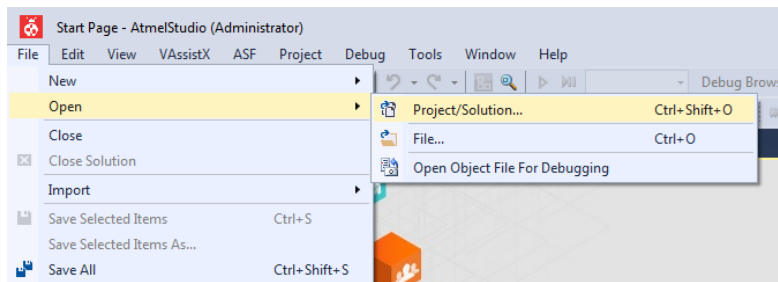 Start Page - AtmelStudio (Administrator)
File Edit View VAssistX ASF Project Debug Tools Window Help
New
Debug Brows
Open
Project/Solution... Ctrl+Shift+O
File... Ctrl+O
Open Object File For Debugging
Close
Close Solution
Import
Save Selected Items Ctrl+S
Save Selected Items As...
Save All Ctrl+Shift+S